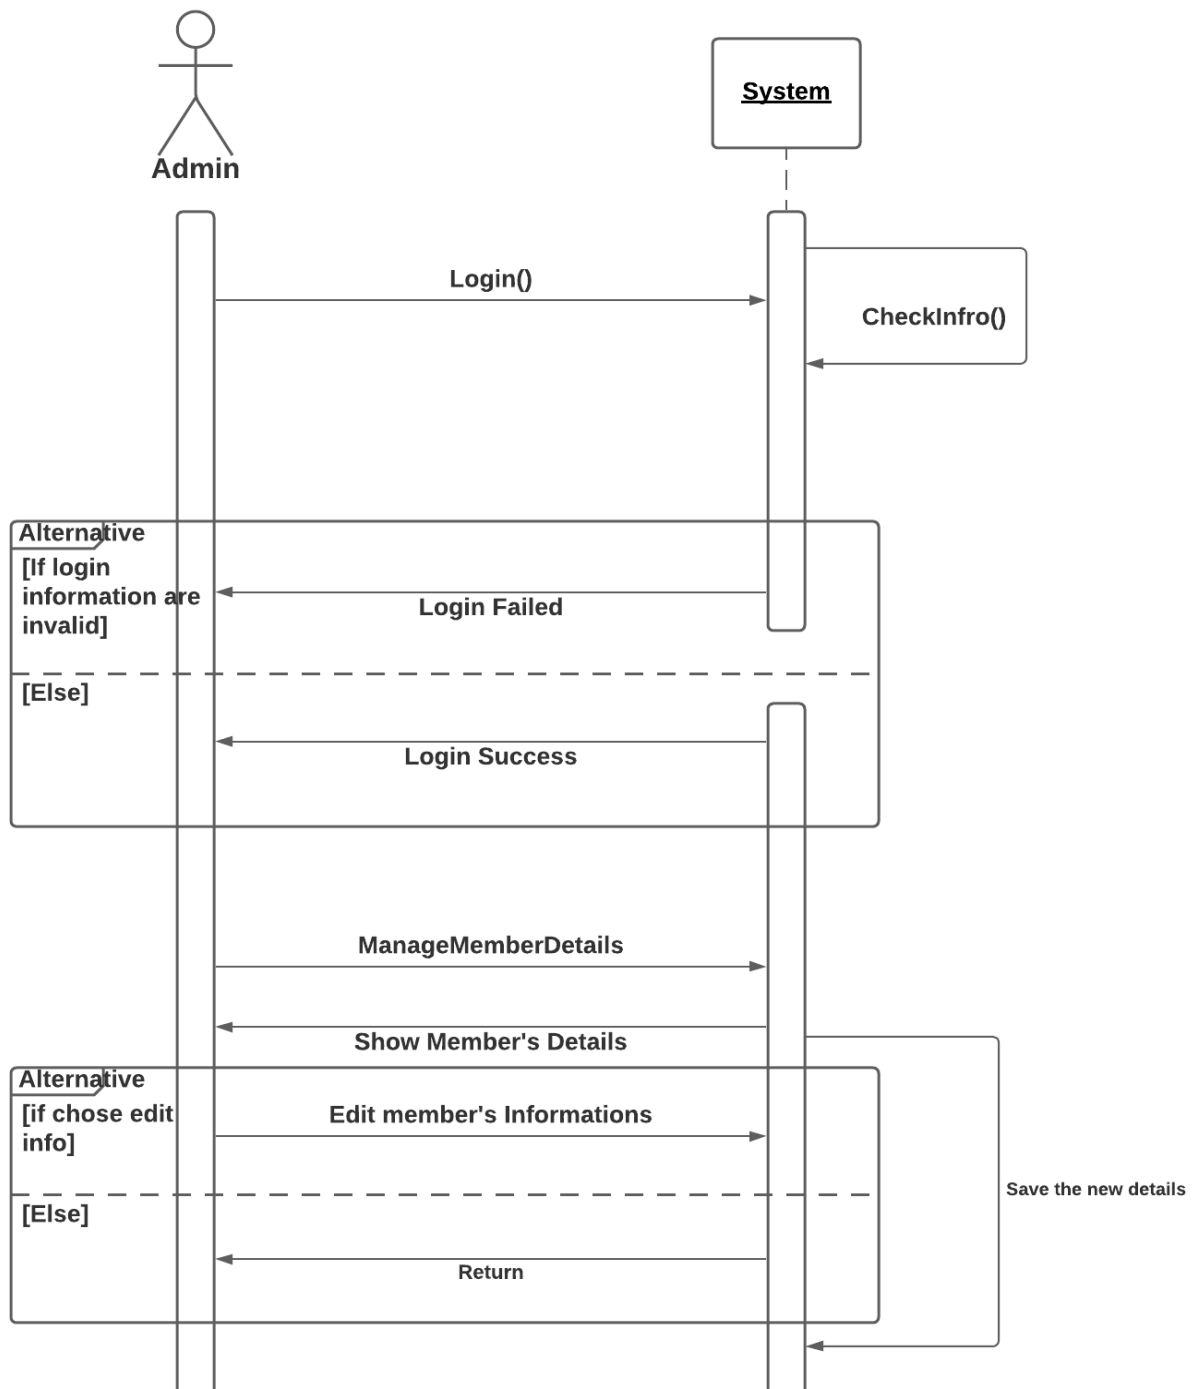 System
Admin
Login()
CheckInfro()
Alternative
[If login
information are
invalid]
Login Failed
[Else]
Login Success
ManageMemberDetails
Show Member's Details
Alternative
[if chose edit
info]
Edit member's Informations
Save the new details
[Else]
Return